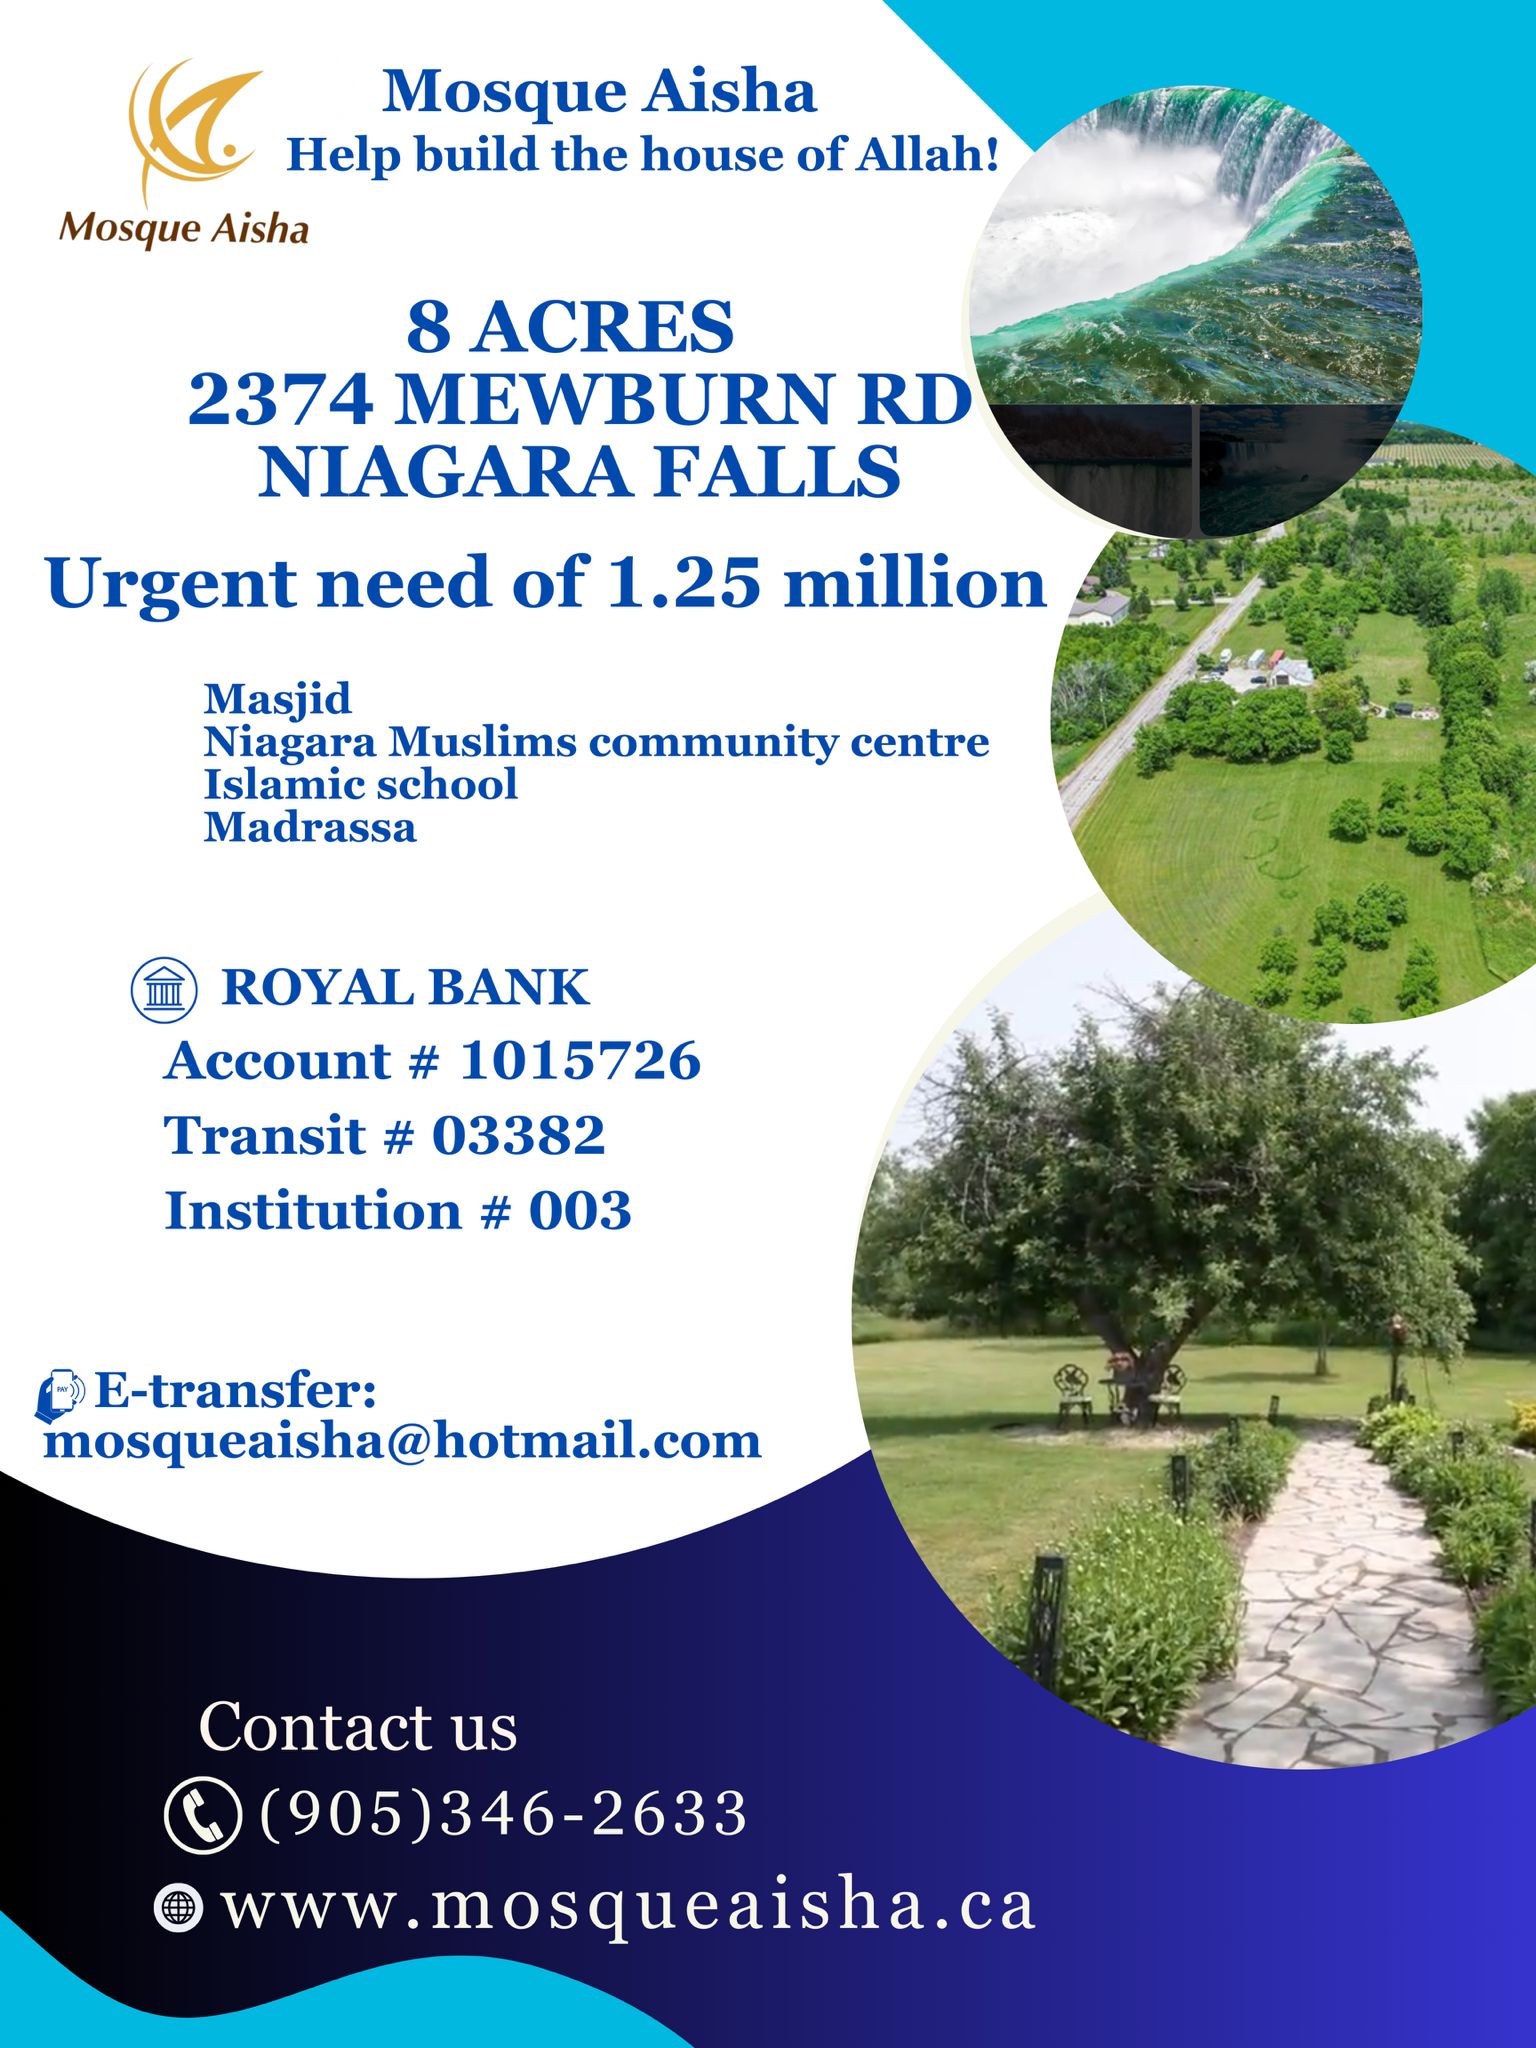 Mosque Aisha
Help build the house of Allah!
Mosque Aisha
8 ACRES
2374 MEWBURN RD
NIAGARA FALLS
Urgent need of 1.25 million
Masjid
Niagara Muslims community centre
Islamic school
Madrassa
ROYAL BANK
Account # 1015726
Transit # 03382
Institution # 003
PAY
E-transfer:
mosqueaisha@hotmail.com
Contact us
(905)346-2633
www.mosqueaisha.ca